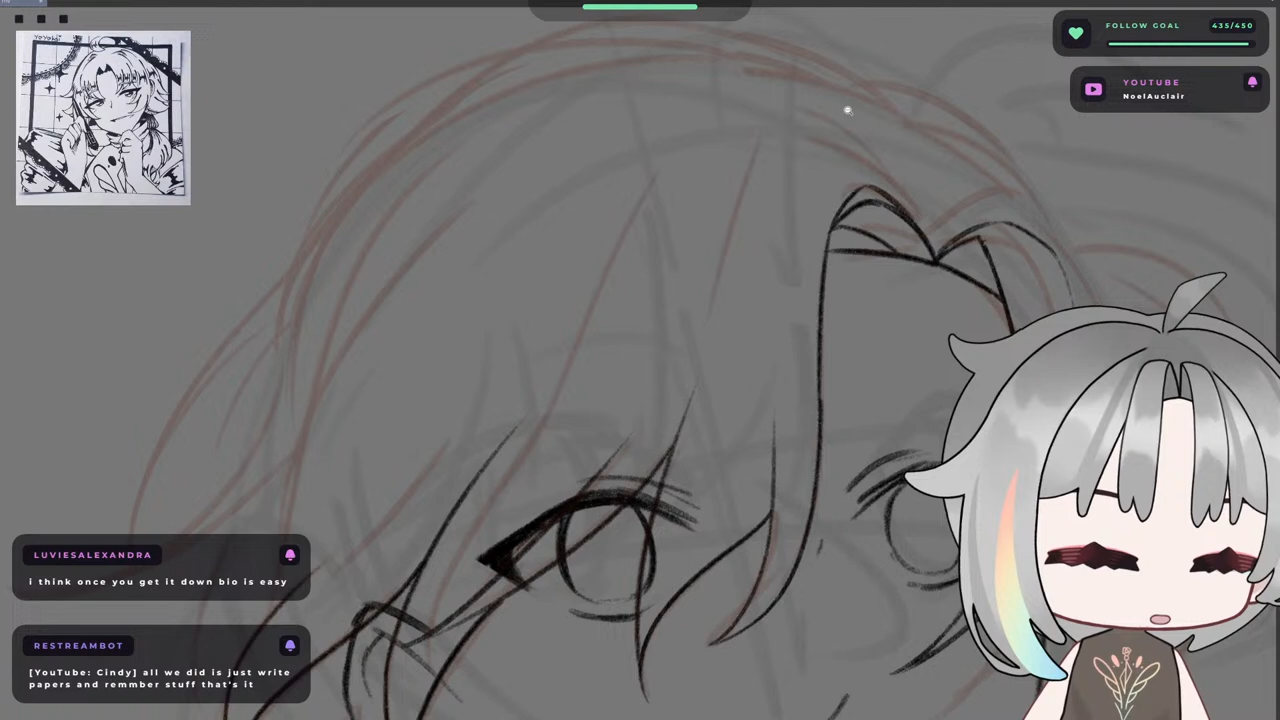 FOLLOW GOAL
435/450
YOUTUBE
NoelAuclair
LUVIESALEXANDRA
i think once you get it down bio is easy
RESTREAMBOT
[YouTube: Cindy] all we did is just write
papers and remmber stuff that's it